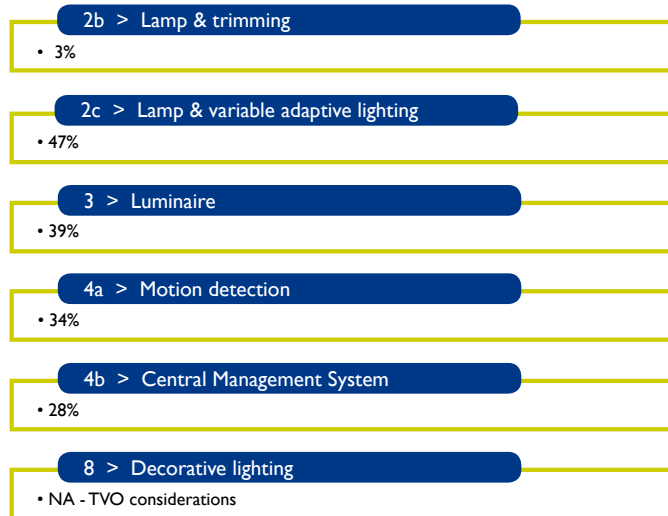 2b > Lamp & trimming
• 3%
2c > Lamp & variable adaptive lighting
• 47%
3 > Luminaire
• 39%
4a > Motion detection
• 34%
4b > Central Management System
• 28%
8 > Decorative lighting
• NA - TVO considerations